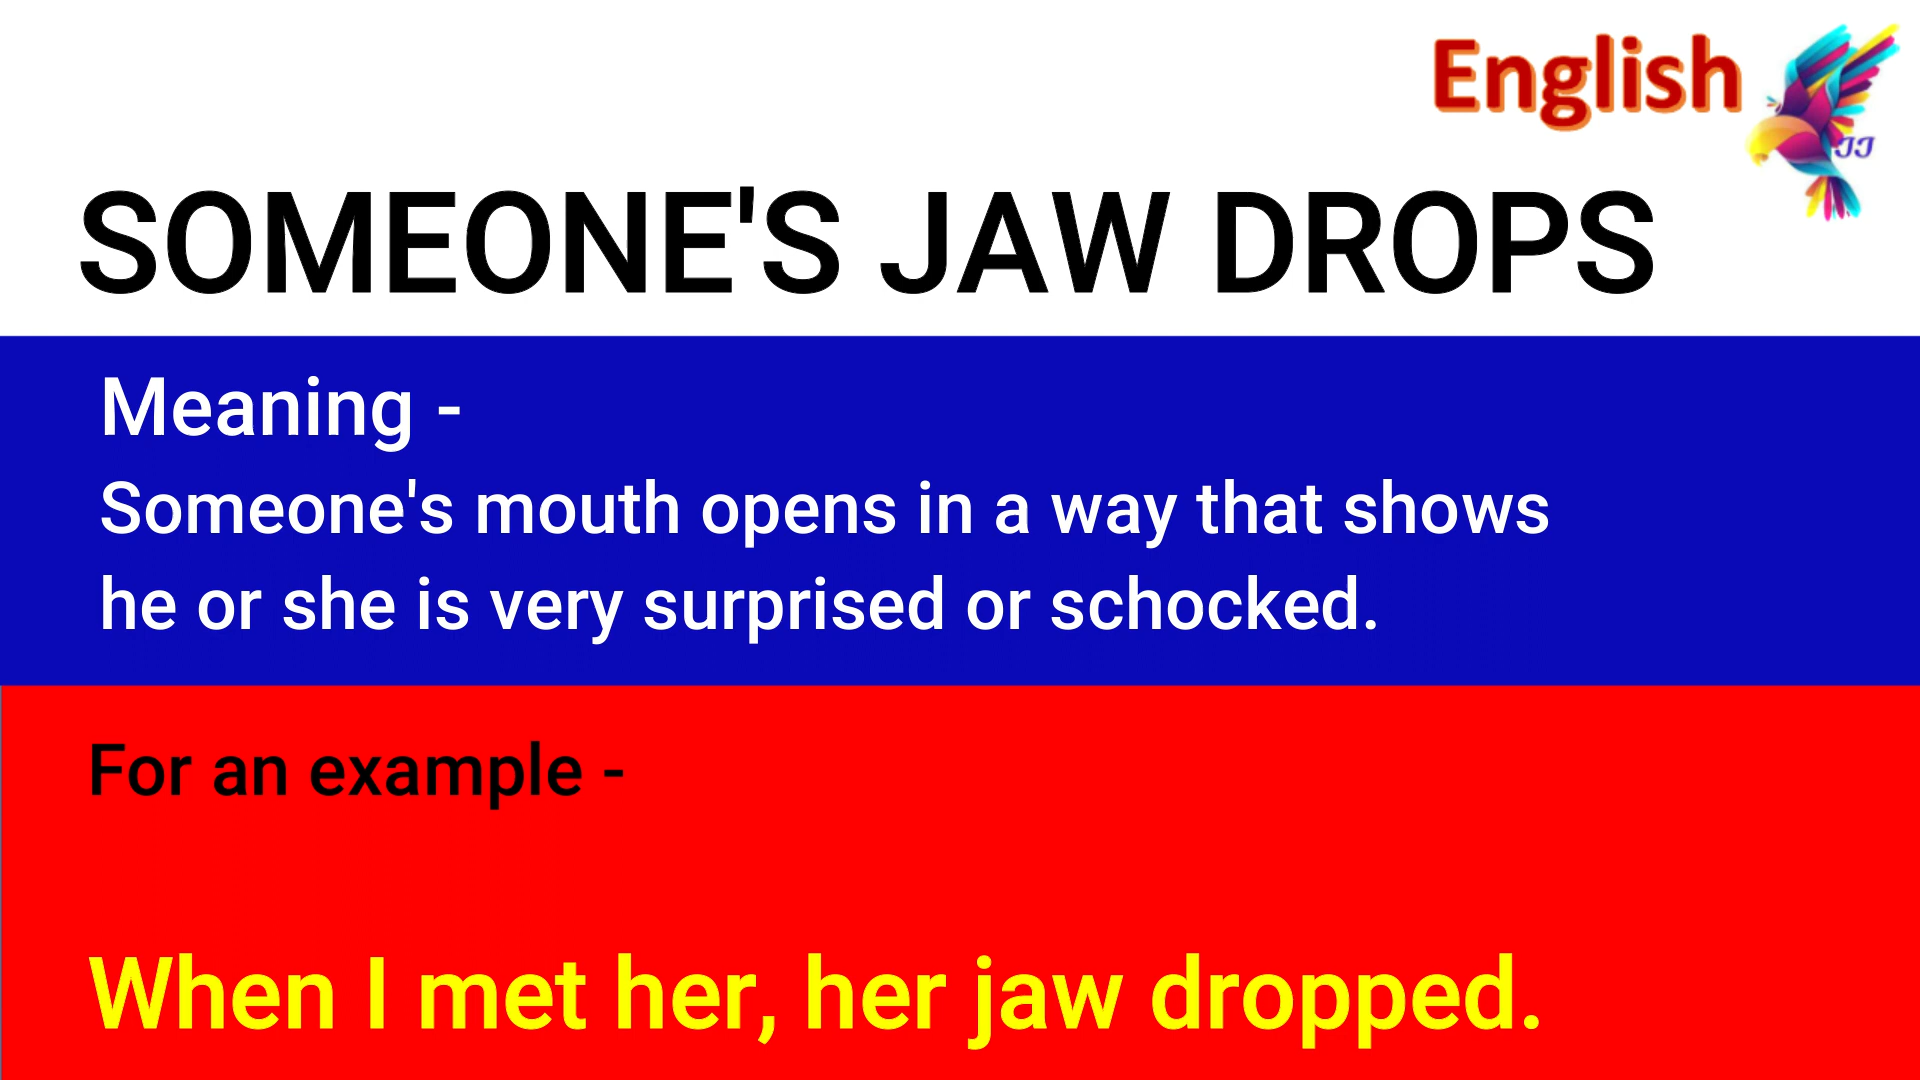 English
JJ
SOMEONE'S JAW DROPS
Meaning -
Someone's mouth opens in a way that shows
he or she is very surprised or schocked.
For an example -
When I met her, her jaw dropped.